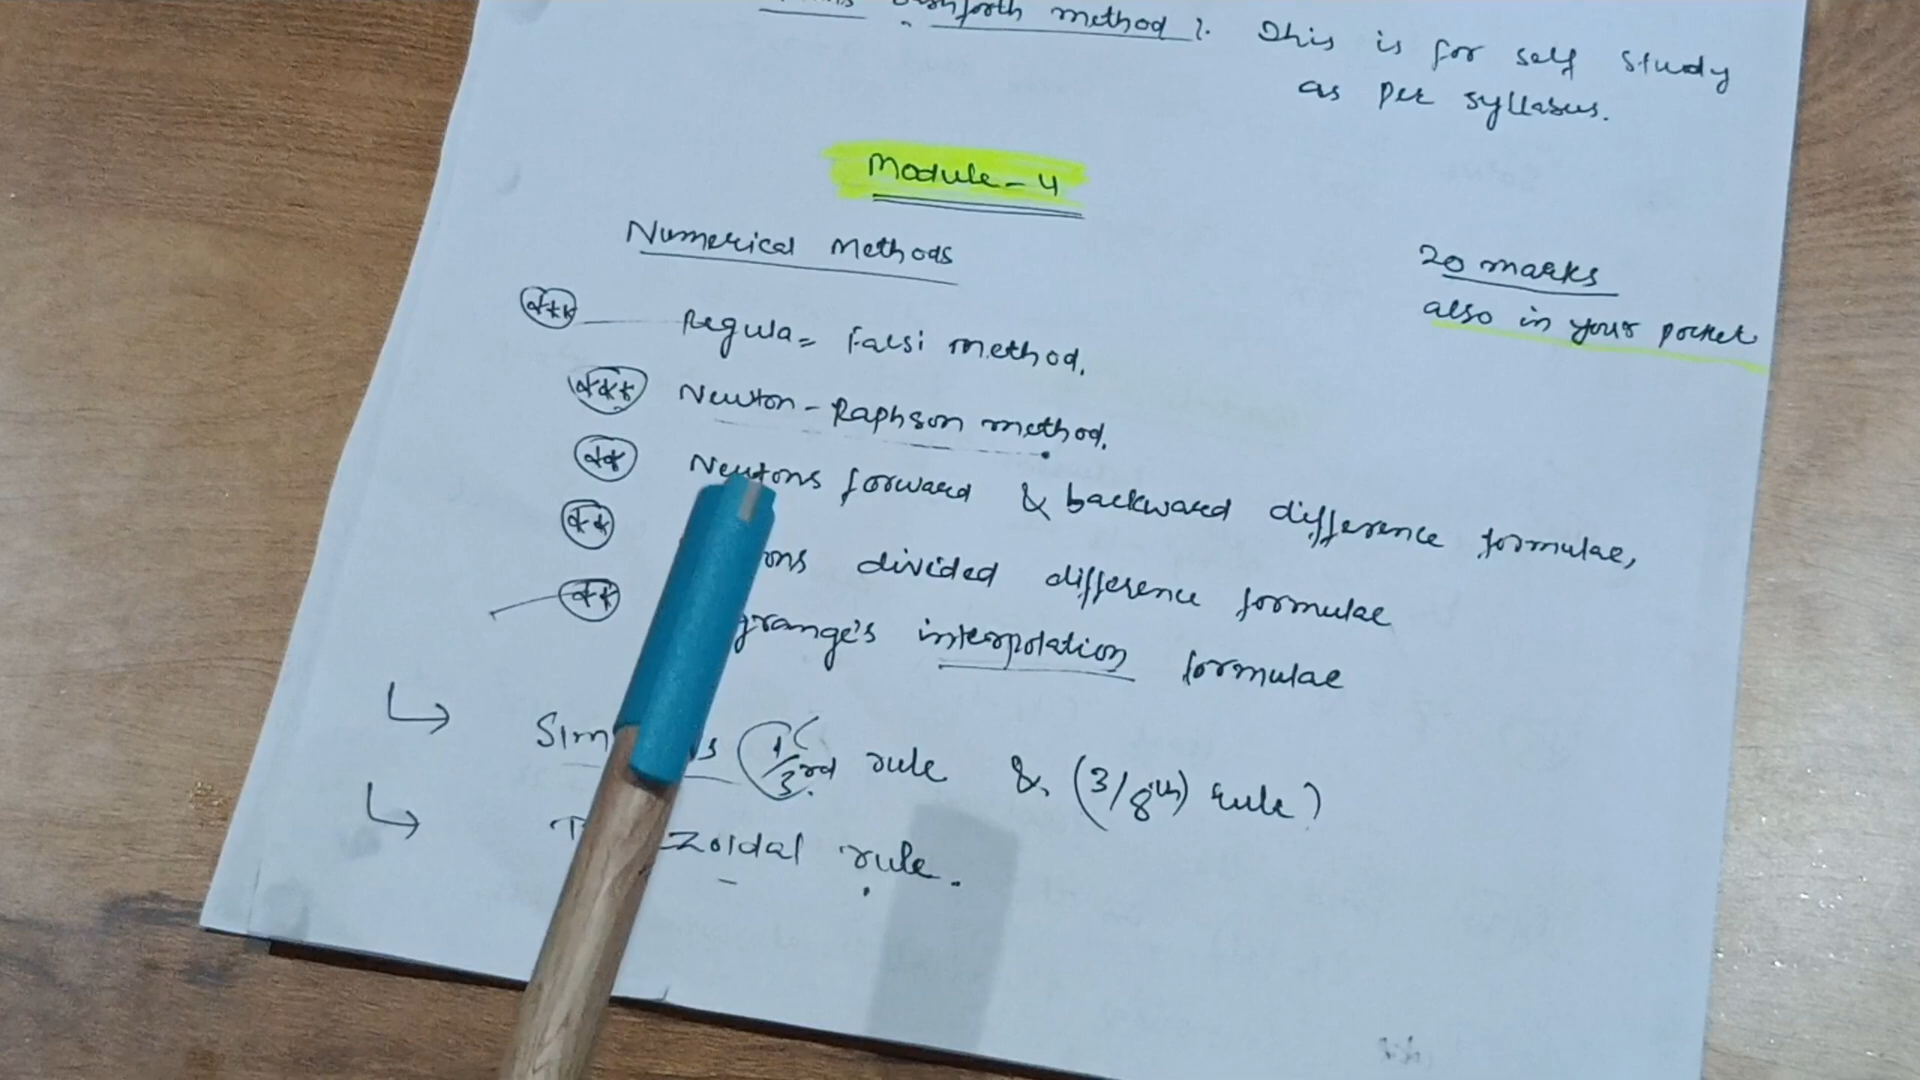 method ?. This is for self study
as per syllabus.
Module-4
Numerical Methods
20 marks
also in your pocket
*** Regula= Falsi method.
*** Newton-Raphson method.
** Newtons forward & backward difference formulae,
** divided difference formulae
** interpolation formulae
(1/3rd rule & (3/8th) rule)
rule.